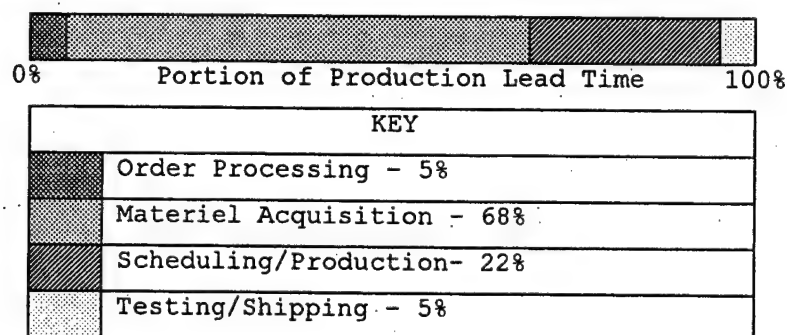 0% Portion of Production Lead Time 100%
KEY
Order Processing - 5%
Materiel Acquisition - 68%
Scheduling/Production- 22%
Testing/Shipping - 5%